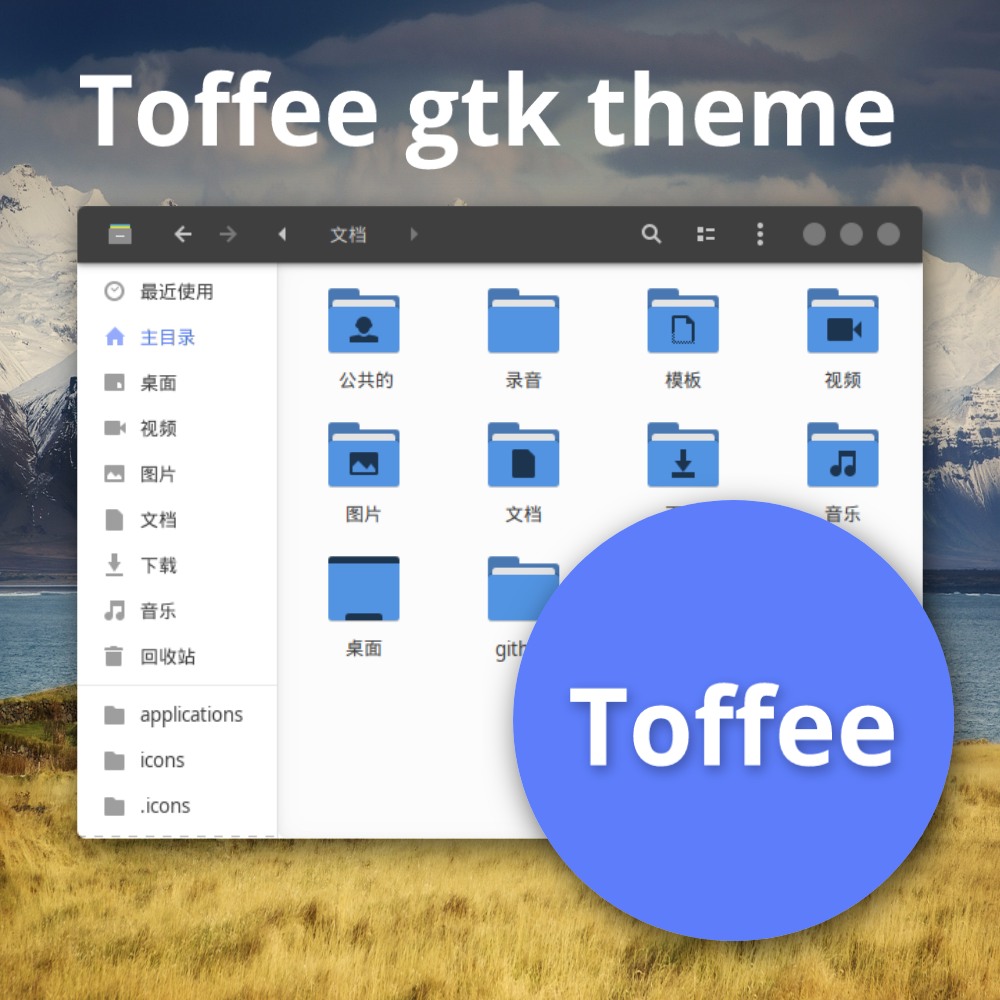 Toffee gtk theme
文档
最近使用
主目录
桌面
视频
图片
文档
下载
音乐
回收站
applications
icons
.icons
公共的
录音
模板
视频
图片
文档
音乐
桌面
Toffee